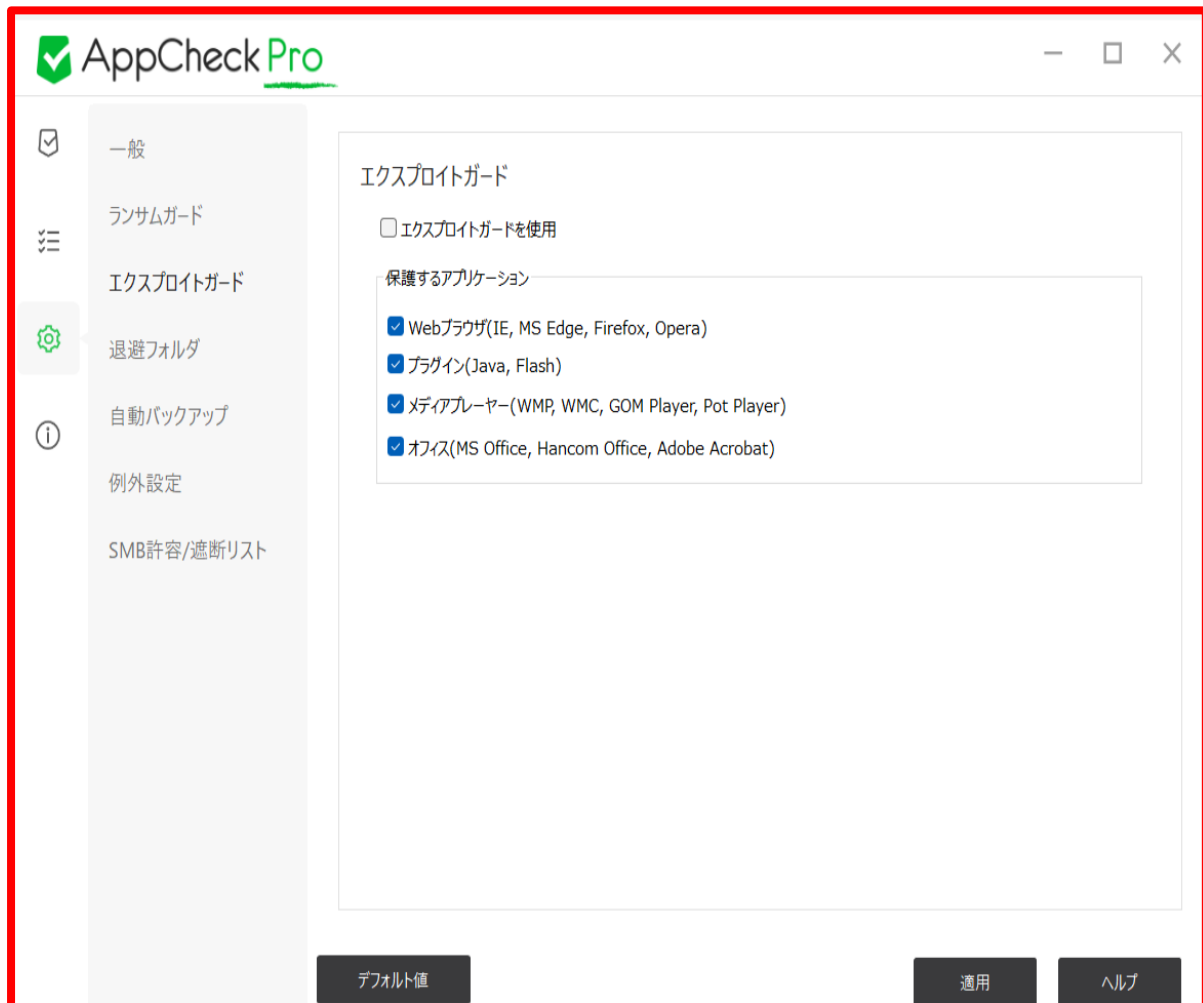 AppCheck Pro
一般
ランサムガード
エクスプロイトガード
退避フォルダ
自動バックアップ
例外設定
SMB許容/遮断リスト
エクスプロイトガード
エクスプロイトガードを使用
保護するアプリケーション
Webブラウザ(IE, MS Edge, Firefox, Opera)
プラグイン(Java, Flash)
メディアプレーヤー(WMP, WMC, GOM Player, Pot Player)
オフィス(MS Office, Hancom Office, Adobe Acrobat)
デフォルト値
適用
ヘルプ